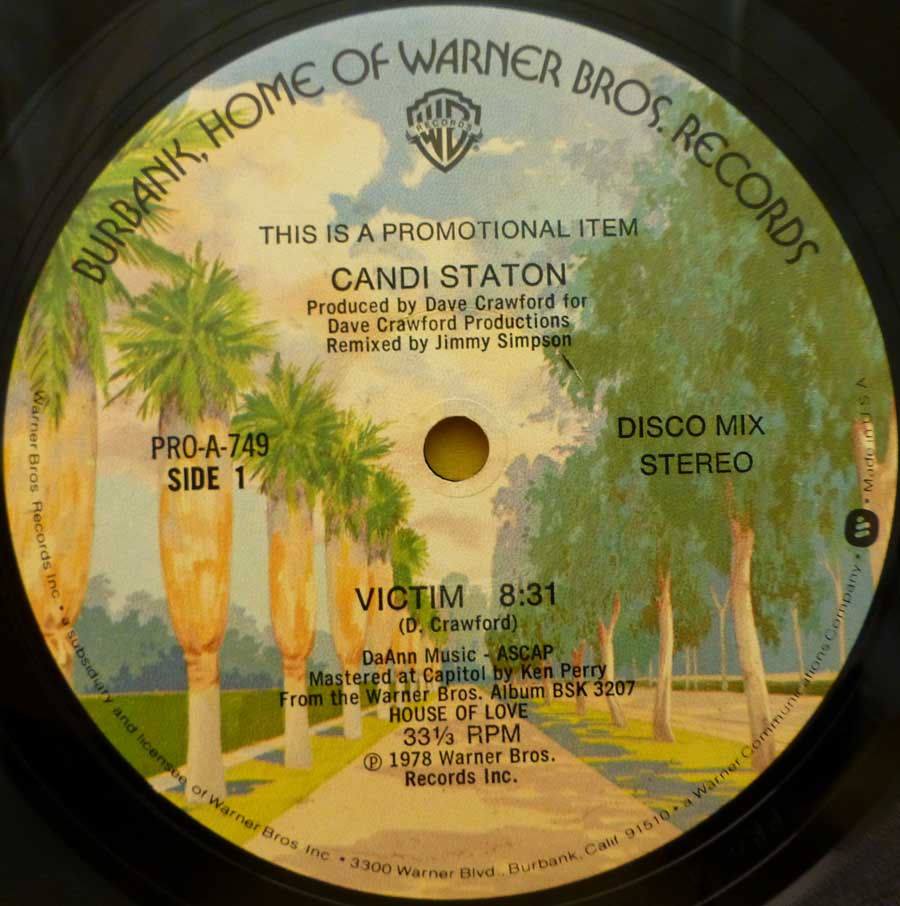 BURBANK, HOME OF WARNER BROS. RECORDS
RECORDS
THIS IS A PROMOTIONAL ITEM
CANDI STATON
Produced by Dave Crawford for
Dave Crawford Productions
Remixed by Jimmy Simpson
PRO-A-749
SIDE 1
DISCO MIX
STEREO
VICTIM 8:31
(D. Crawford)
DaAnn Music - ASCAP
Mastered at Capitol by Ken Perry
From the Warner Bros. Album BSK 3207
HOUSE OF LOVE
33⅓ RPM
℗ 1978 Warner Bros.
Records Inc.
Warner Bros Records Inc. • a subsidiary and licensee of Warner Bros. Inc. • 3300 Warner Blvd., Burbank, Calif. 91510 • a Warner Communications Company • Made in U S A